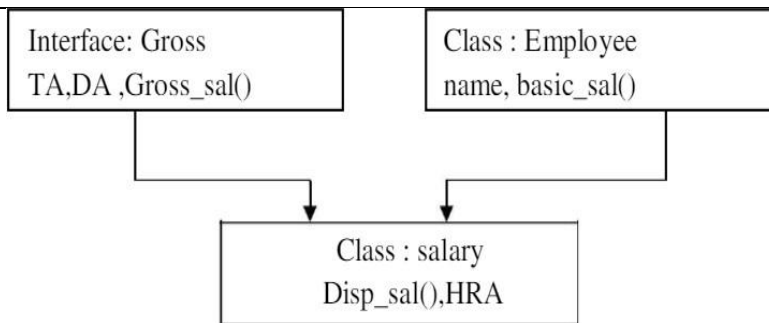 Interface: Gross
TA,DA ,Gross_sal()
Class : Employee
name, basic_sal()
Class : salary
Disp_sal(),HRA